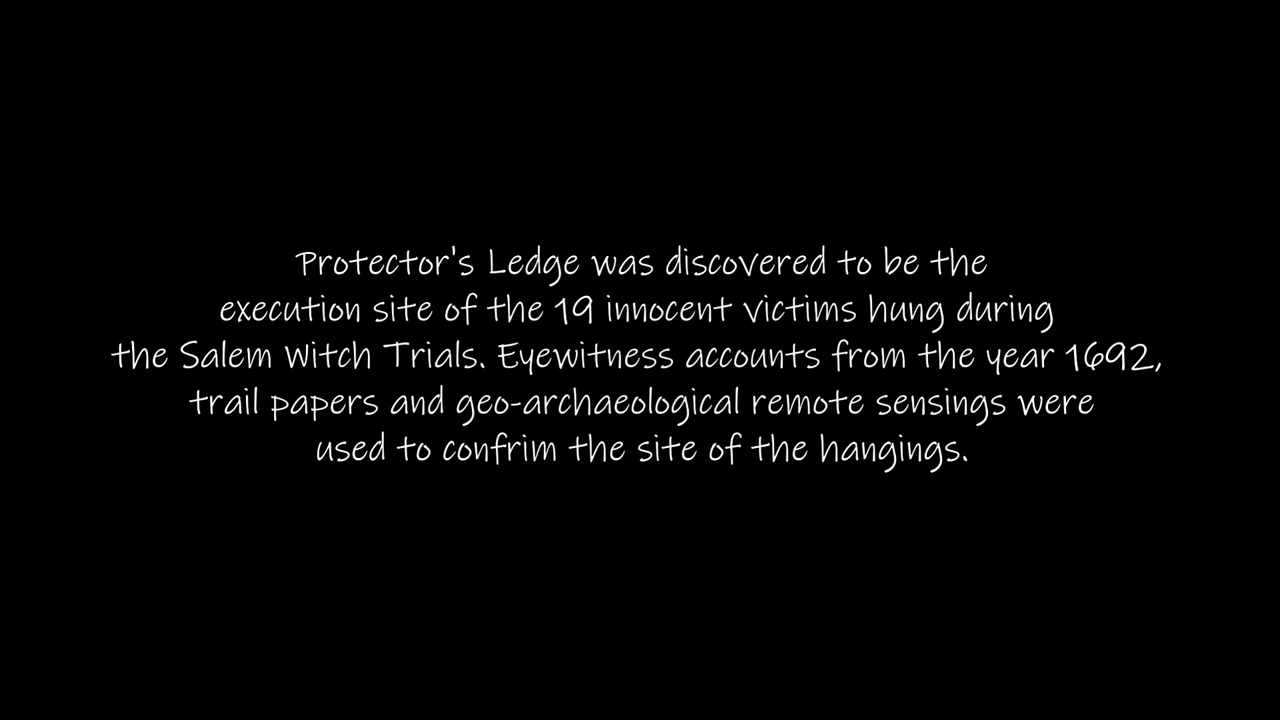 Protector's Ledge was discovered to be the
execution site of the 19 innocent victims hung during
the Salem Witch Trials. Eyewitness accounts from the year 1692,
trail papers and geo-archaeological remote sensings were
used to confrim the site of the hangings.